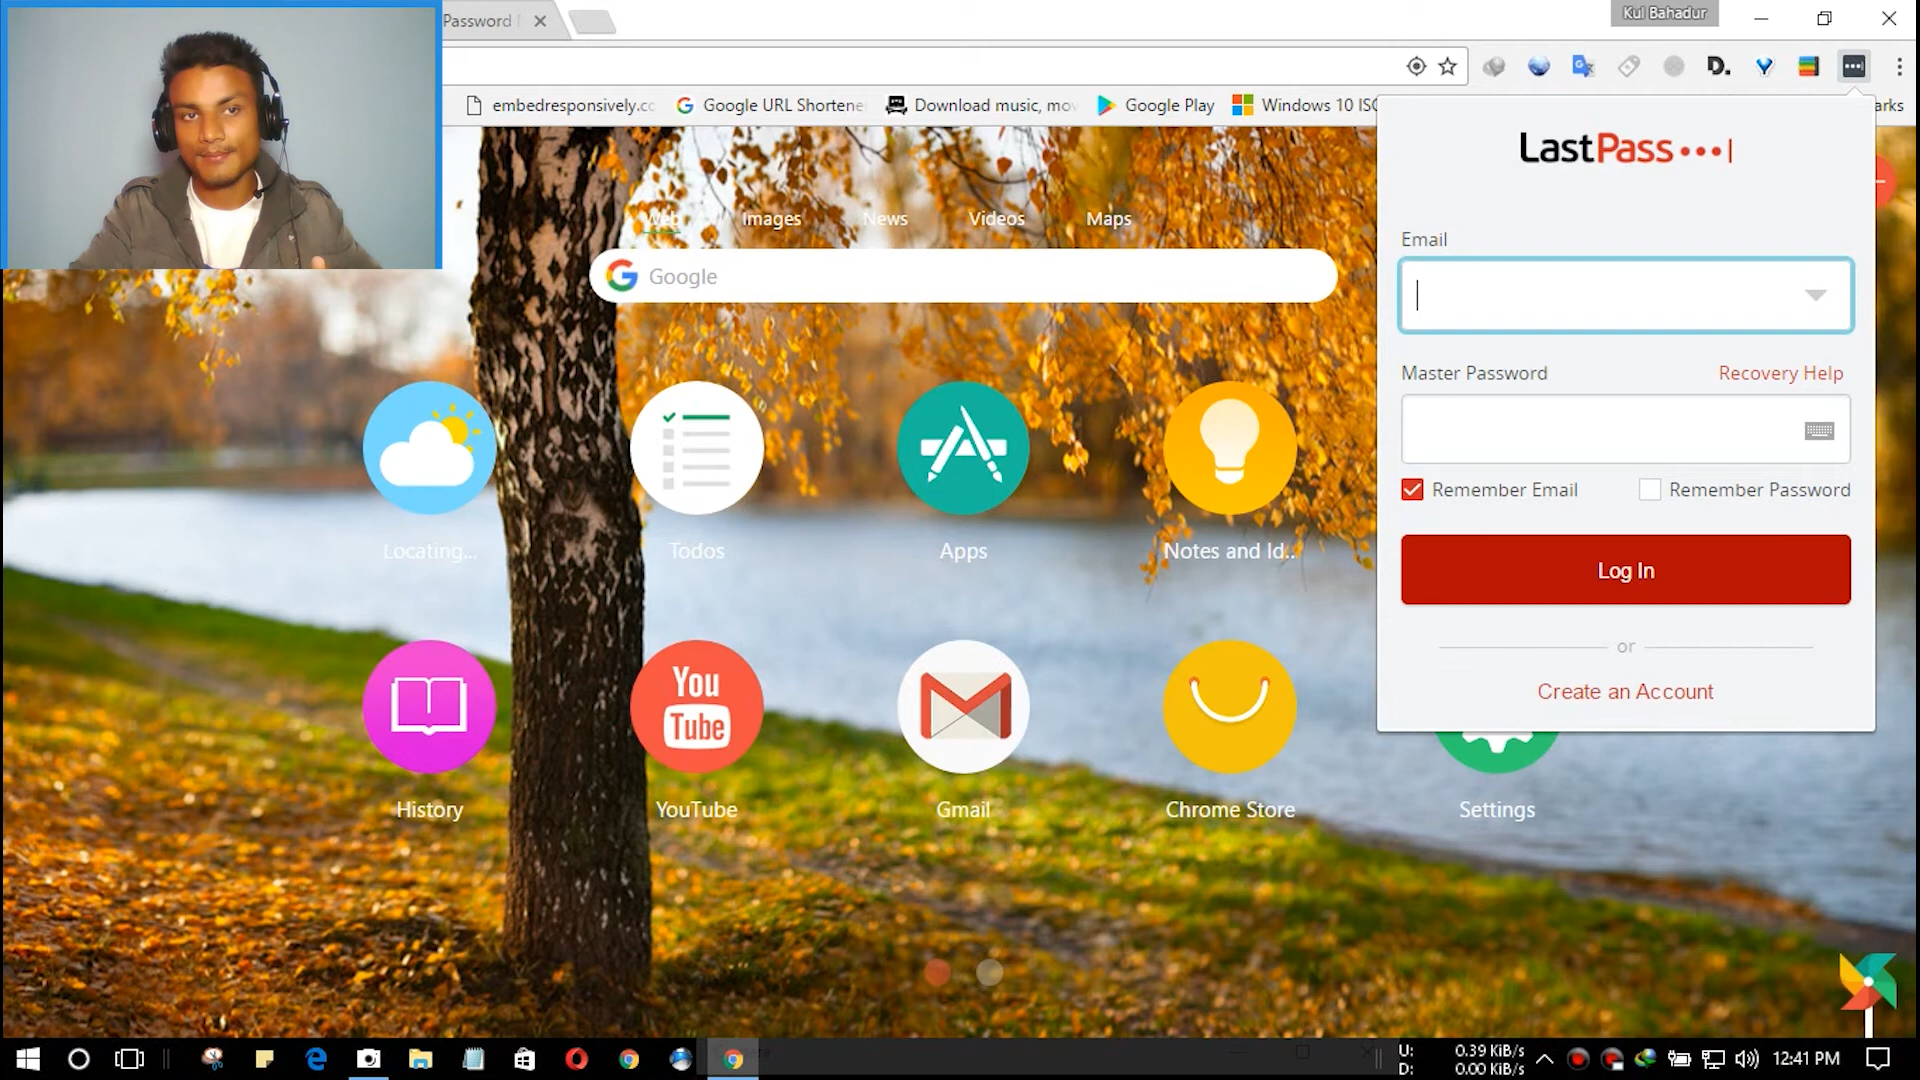 Password
Kul Bahadur
D.
embedresponsively.cc
Google URL Shortene
Download music, mov
Google Play
Windows 10 ISO
arks
LastPass
Web
Images
News
Videos
Maps
Google
Email
Master Password
Recovery Help
Remember Email
Remember Password
Log In
or
Create an Account
Locating...
Todos
Apps
Notes and Id..
You
Tube
History
YouTube
Gmail
Chrome Store
Settings
U: 0.39 KiB/s
D: 0.00 KiB/s
12:41 PM